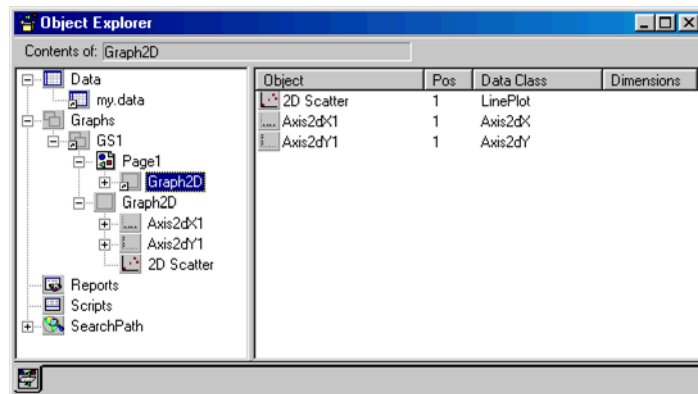 Object Explorer
Contents of: Graph2D
Data
my.data
Graphs
GS1
Page1
Graph2D
Graph2D
Axis2dX1
Axis2dY1
2D Scatter
Reports
Scripts
SearchPath
Object Pos Data Class Dimensions
2D Scatter 1 LinePlot
Axis2dX1 1 Axis2dX
Axis2dY1 1 Axis2dY